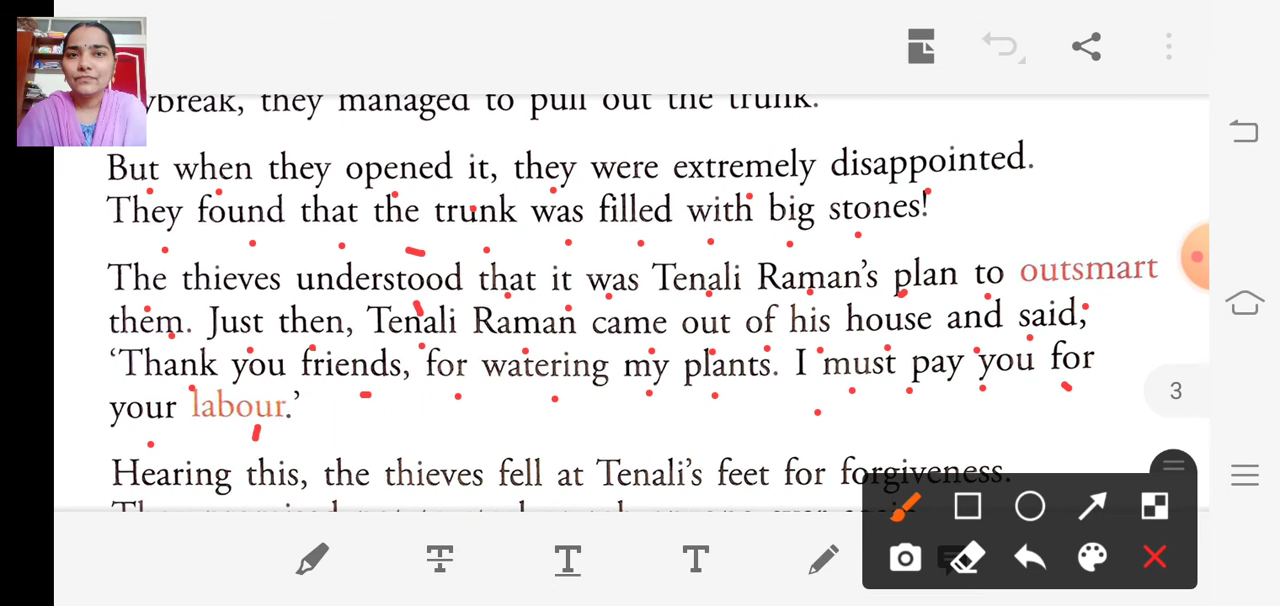 ybreak, they managed to pull out the trunk.
But when they opened it, they were extremely disappointed.
They found that the trunk was filled with big stones!
The thieves understood that it was Tenali Raman's plan to outsmart
them. Just then, Tenali Raman came out of his house and said,
‘Thank you friends, for watering my plants. I must pay you for
your labour.’
3
Hearing this, the thieves fell at Tenali's feet for forgiveness.